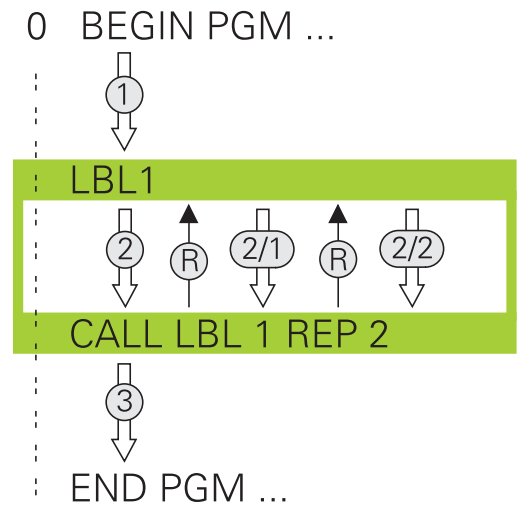 0 BEGIN PGM ...
1
LBL1
2 R 2/1 R 2/2
CALL LBL 1 REP 2
3
END PGM ...